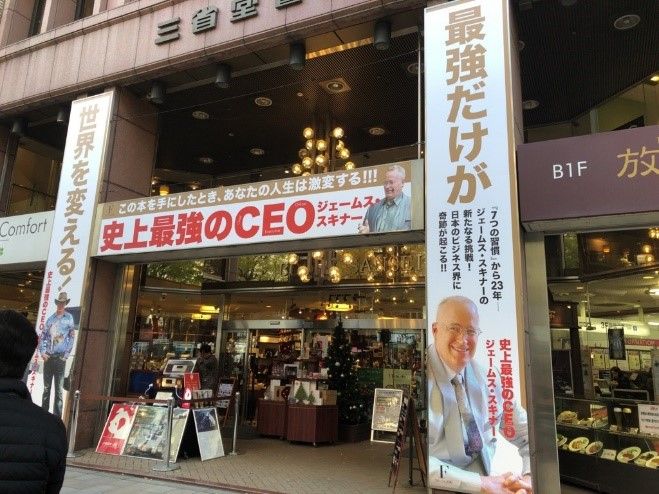 三省堂書
世界を変える!
史上最強のCEO
この本を手にしたとき、あなたの人生は激変する!!!
史上最強のCEO
ジェームス・
スキナー
最強だけが
『7つの習慣』から23年
ジェームス・スキナーの
新たなる挑戦!
日本のビジネス界に
奇跡が起こる!!
史上最強のCEO
ジェームス・スキナー
F
Comfort
B1F
放